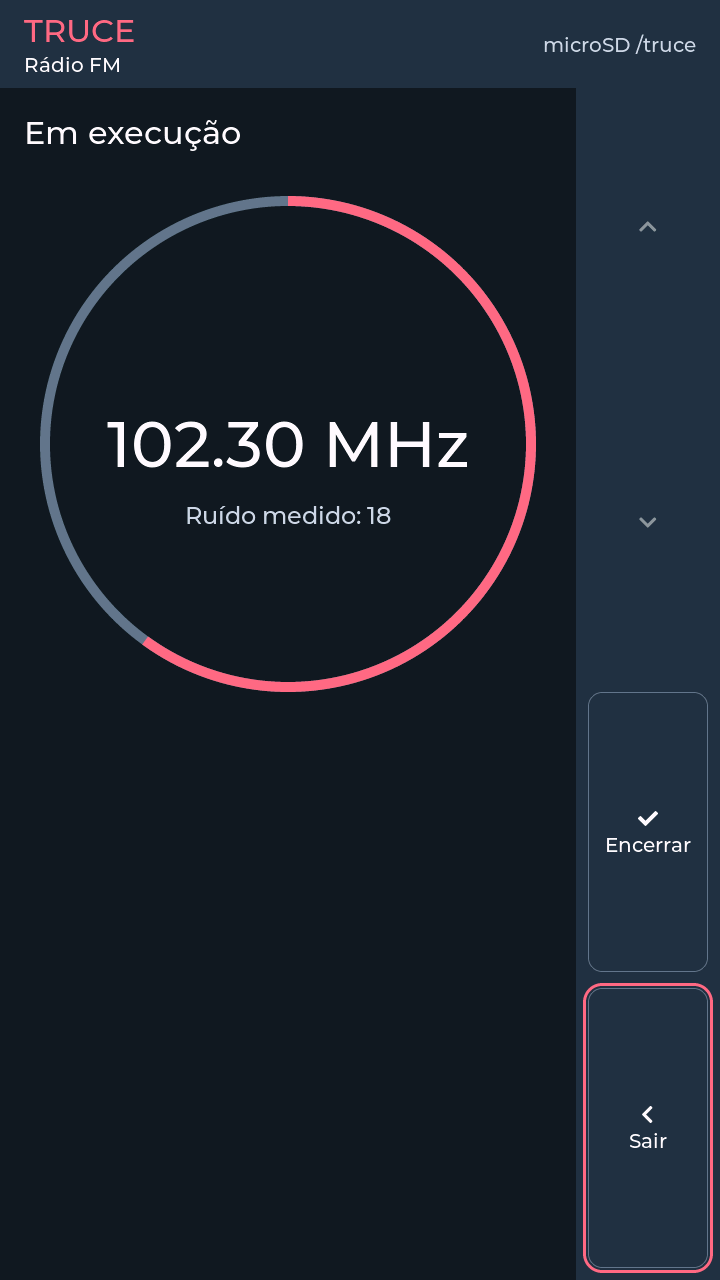 TRUCE
Rádio FM
microSD /truce
Em execução
102.30 MHz
Ruído medido: 18
Encerrar
Sair